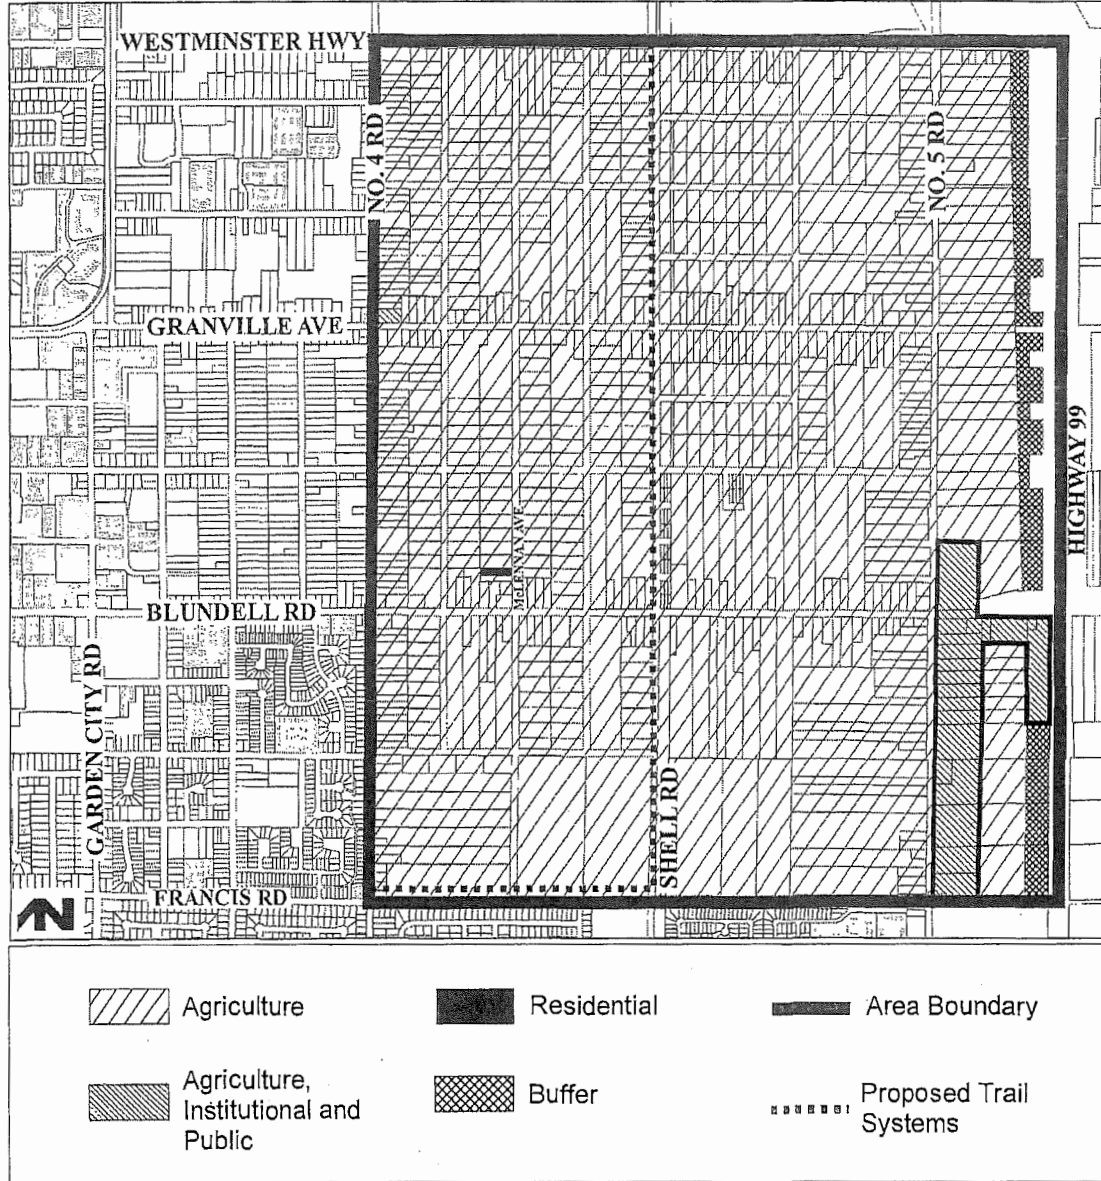 WESTMINSTER HWY
NO. 4 RD
NO. 5 RD
GRANVILLE AVE
HIGHWAY 99
McLENNAN AVE
BLUNDELL RD
GARDEN CITY RD
SHELL RD
FRANCIS RD
N
Agriculture
Residential
Area Boundary
Agriculture,
Institutional and
Public
Buffer
Proposed Trail
Systems